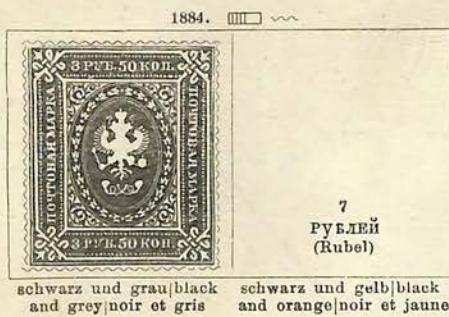 1884.
3 РУБ. 50 КОП.
ПОЧТОВАЯ МАРКА
ПОЧТОВАЯ МАРКА
3 РУБ. 50 КОП.
7
РУБЛЕЙ
(Rubel)
schwarz und grau|black
and grey|noir et gris
schwarz und gelb|black
and orange|noir et jaune